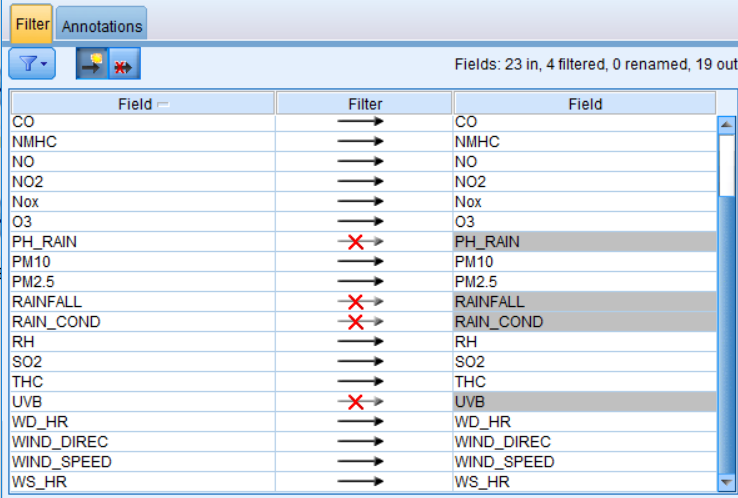 Filter Annotations
Fields: 23 in, 4 filtered, 0 renamed, 19 out
Field Filter Field
CO CO
NMHC NMHC
NO NO
NO2 NO2
Nox Nox
O3 O3
PH_RAIN PH_RAIN
PM10 PM10
PM2.5 PM2.5
RAINFALL RAINFALL
RAIN_COND RAIN_COND
RH RH
SO2 SO2
THC THC
UVB UVB
WD_HR WD_HR
WIND_DIREC WIND_DIREC
WIND_SPEED WIND_SPEED
WS_HR WS_HR